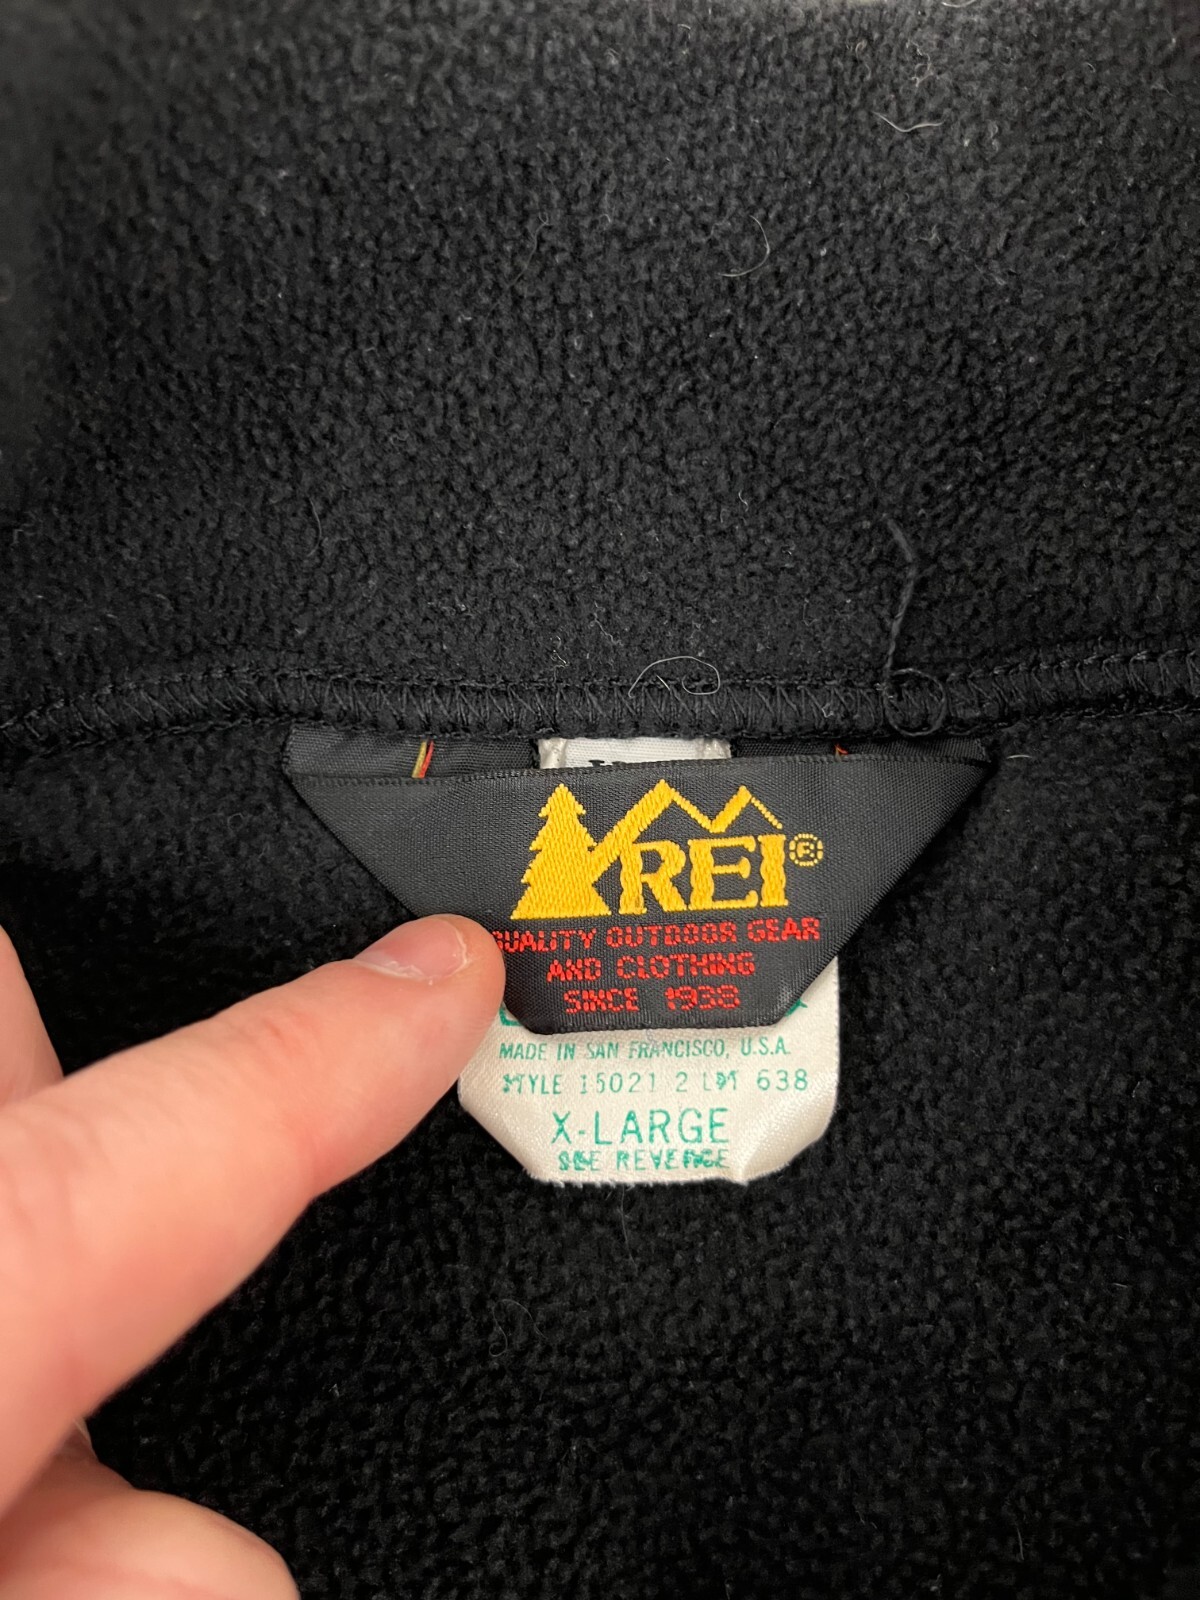 REI®
QUALITY OUTDOOR GEAR
AND CLOTHING
SINCE 1938
MADE IN SAN FRANCISCO, U.S.A.
STYLE 15021 2 LOT 638
X-LARGE
SEE REVERSE